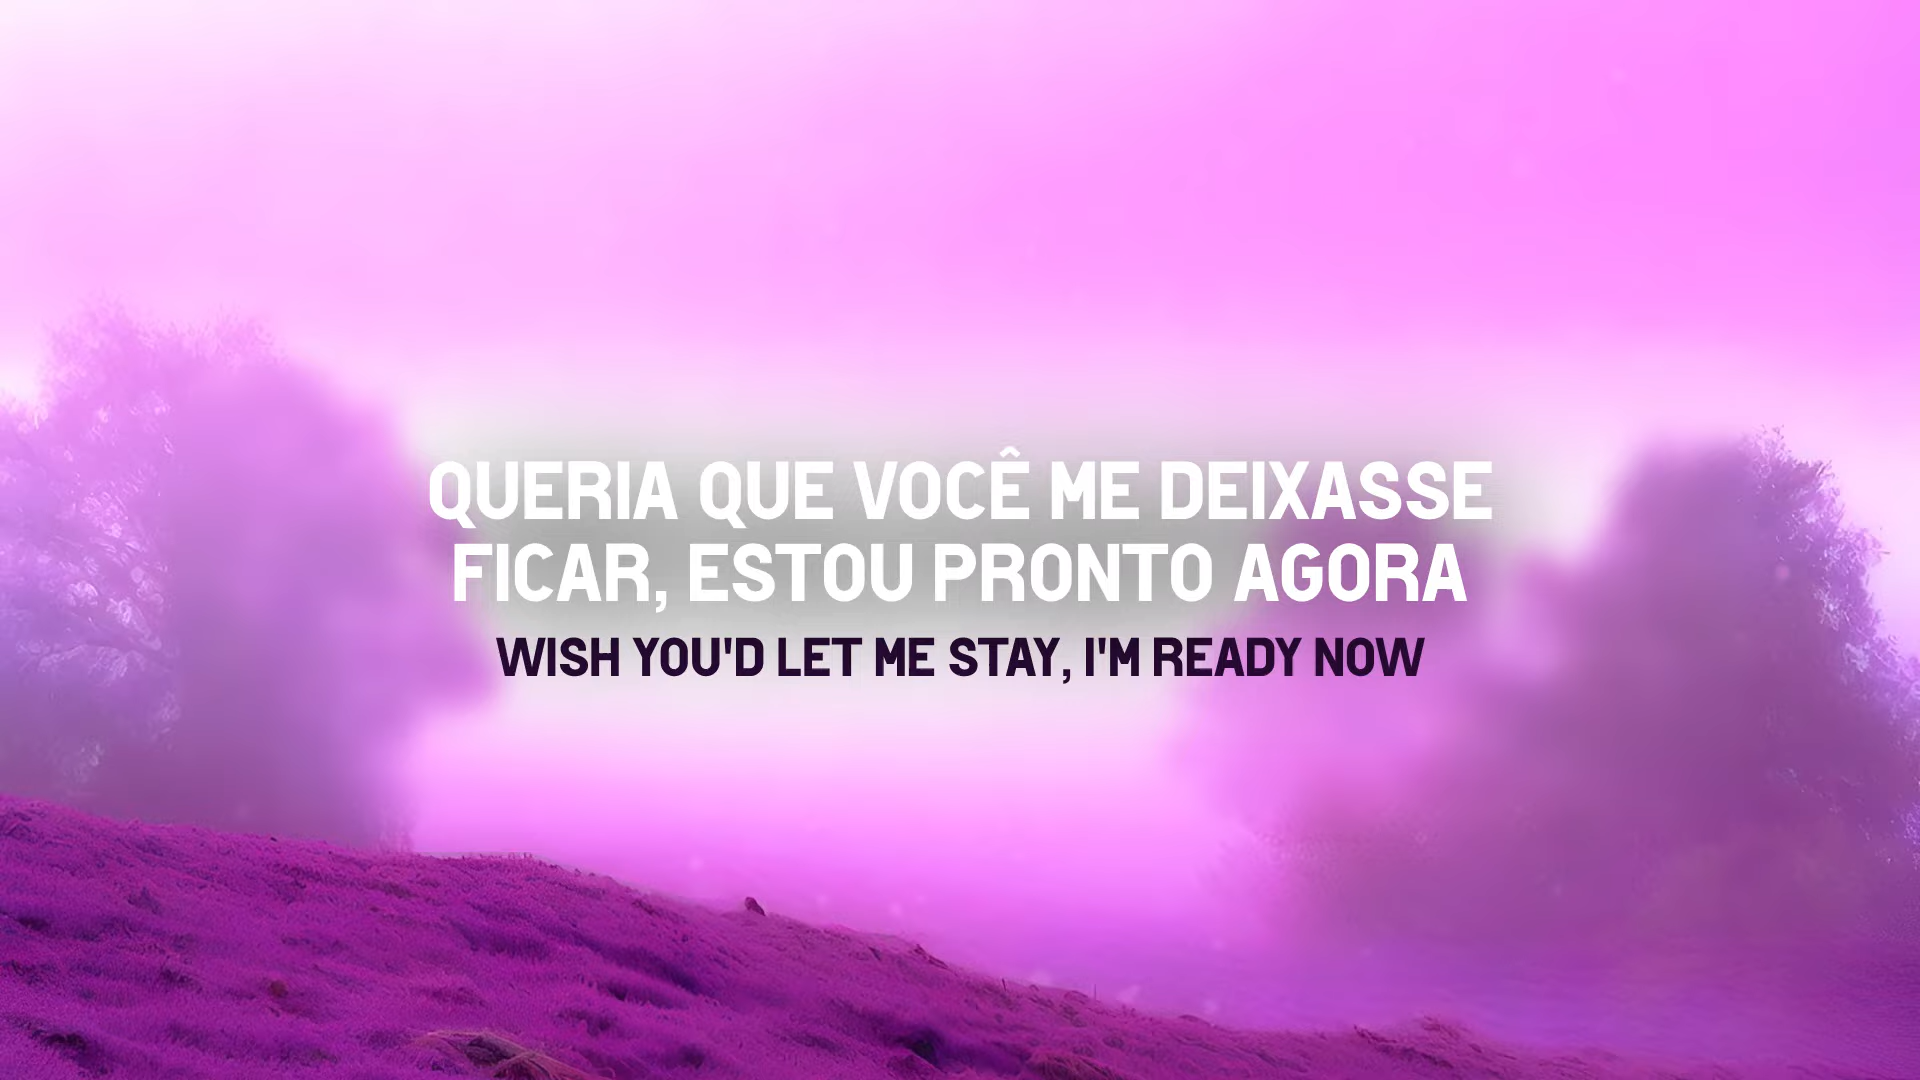 QUERIA QUE VOCÊ ME DEIXASSE
FICAR, ESTOU PRONTO AGORA
WISH YOU'D LET ME STAY, I'M READY NOW